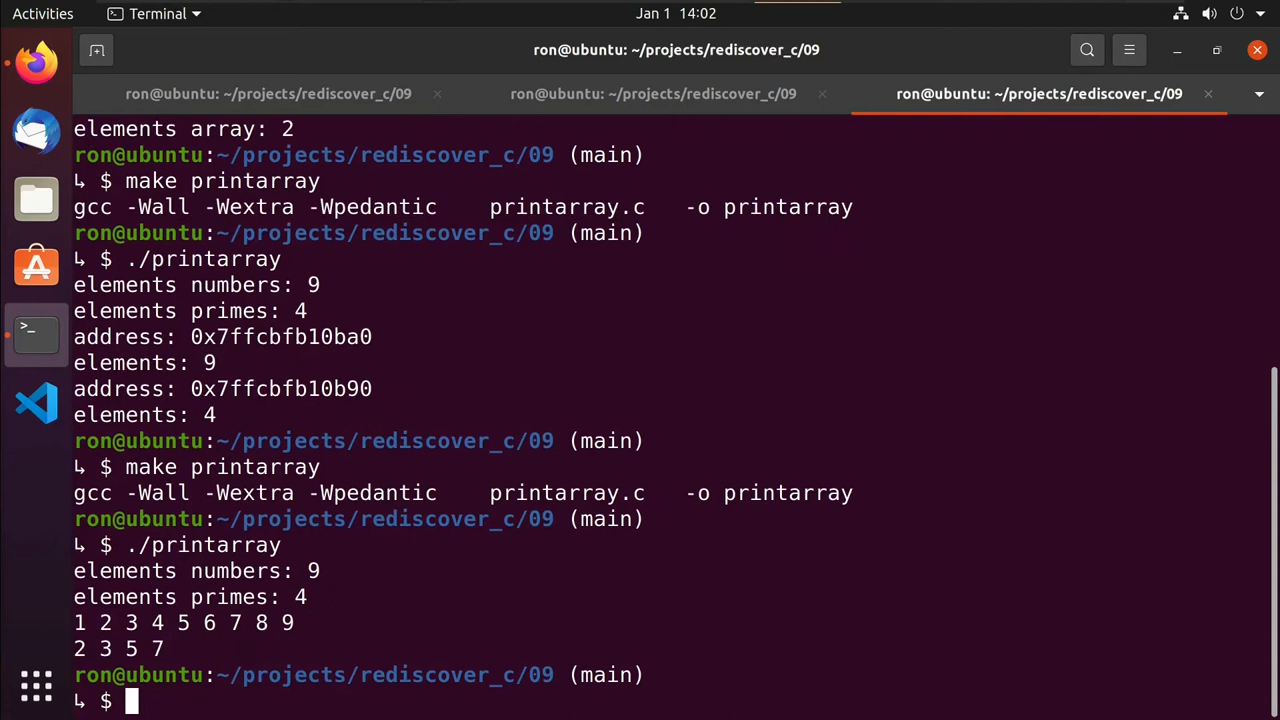 Activities
Terminal
Jan 1 14:02
ron@ubuntu: ~/projects/rediscover_c/09
ron@ubuntu: ~/projects/rediscover_c/09
ron@ubuntu: ~/projects/rediscover_c/09
ron@ubuntu: ~/projects/rediscover_c/09
elements array: 2
ron@ubuntu:~/projects/rediscover_c/09 (main)
↳ $ make printarray
gcc -Wall -Wextra -Wpedantic    printarray.c   -o printarray
ron@ubuntu:~/projects/rediscover_c/09 (main)
↳ $ ./printarray
elements numbers: 9
elements primes: 4
address: 0x7ffcbfb10ba0
elements: 9
address: 0x7ffcbfb10b90
elements: 4
ron@ubuntu:~/projects/rediscover_c/09 (main)
↳ $ make printarray
gcc -Wall -Wextra -Wpedantic    printarray.c   -o printarray
ron@ubuntu:~/projects/rediscover_c/09 (main)
↳ $ ./printarray
elements numbers: 9
elements primes: 4
1 2 3 4 5 6 7 8 9
2 3 5 7
ron@ubuntu:~/projects/rediscover_c/09 (main)
↳ $